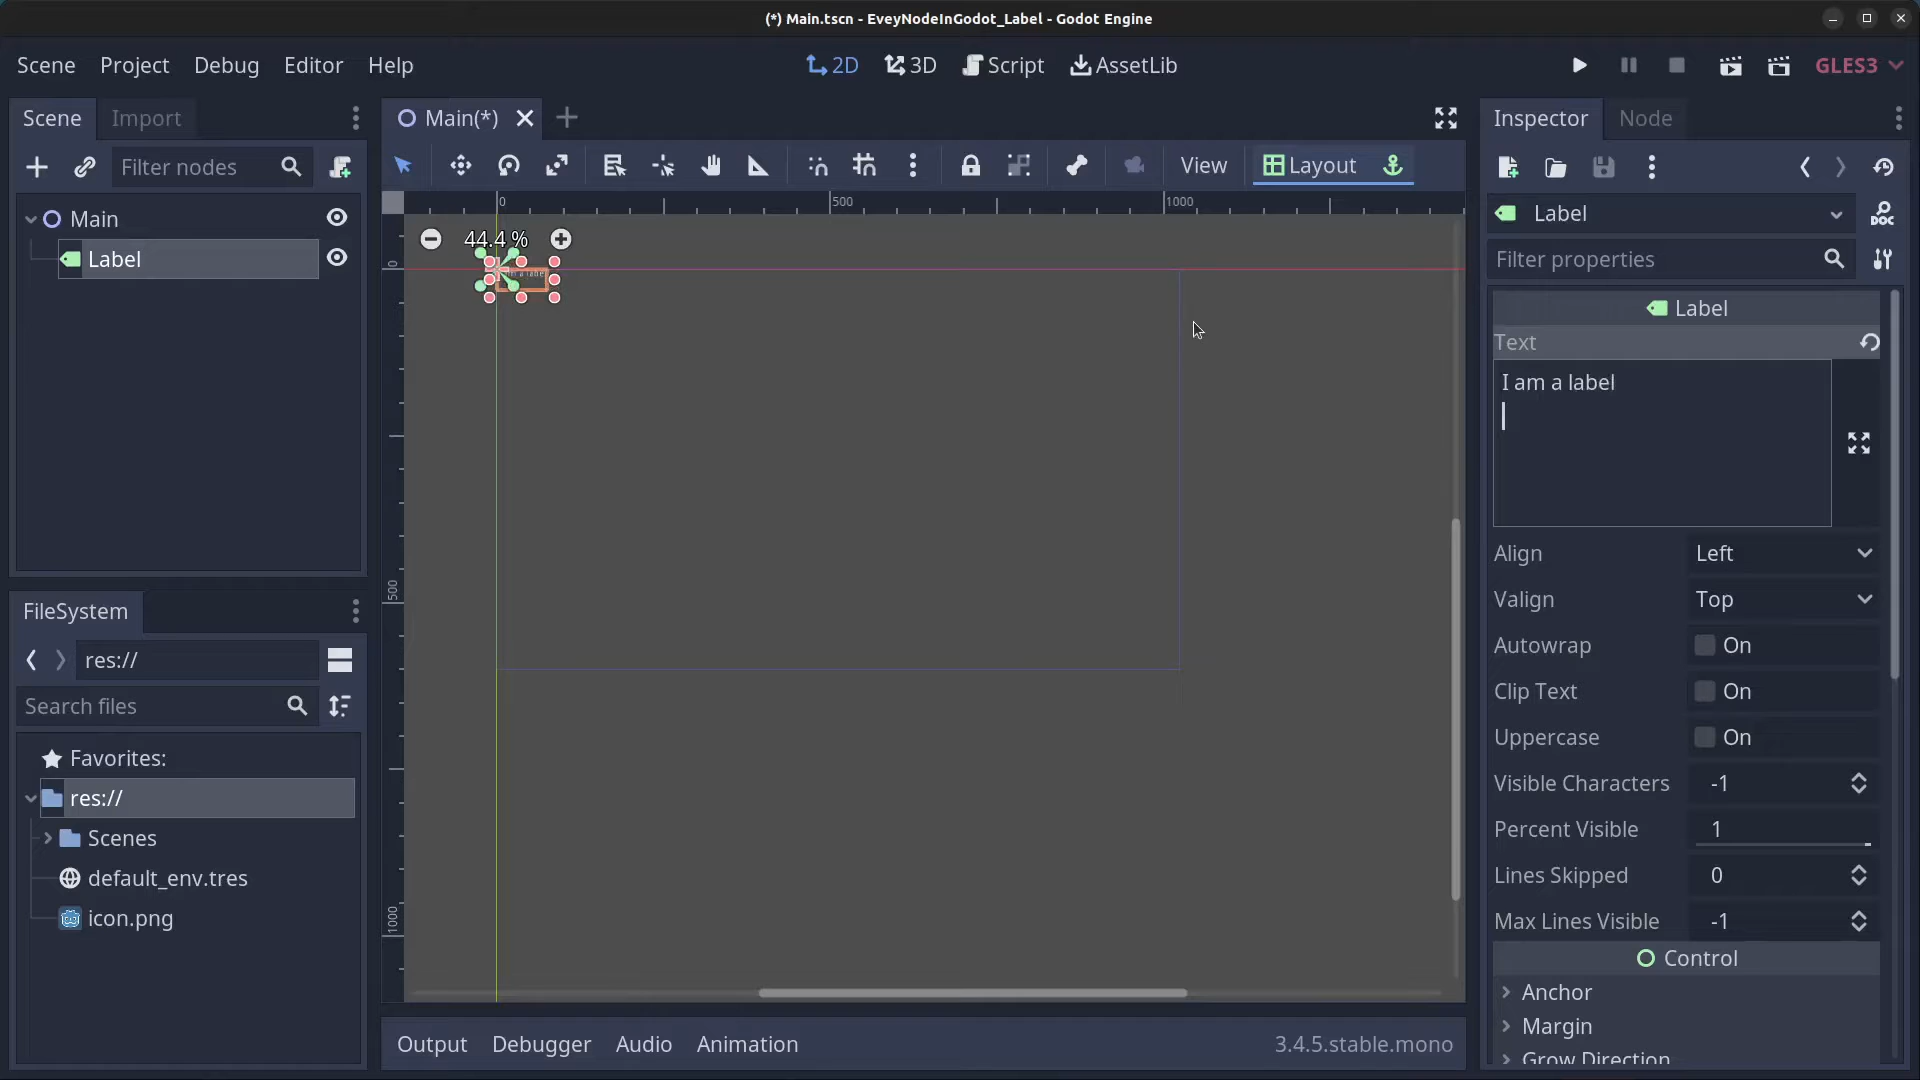 (*) Main.tscn - EveyNodeInGodot_Label - Godot Engine
Scene Project Debug Editor Help
2D 3D Script AssetLib
GLES3
Scene Import
Filter nodes
Main
Label
FileSystem
res://
Search files
Favorites:
res://
Scenes
default_env.tres
icon.png
Main(*)
View Layout
0 500 1000
0
500
1000
44.4 %
Output Debugger Audio Animation 3.4.5.stable.mono
Inspector Node
Label
Filter properties
Label
Text
I am a label
Align Left
Valign Top
Autowrap On
Clip Text On
Uppercase On
Visible Characters -1
Percent Visible 1
Lines Skipped 0
Max Lines Visible -1
Control
Anchor
Margin
Grow Direction